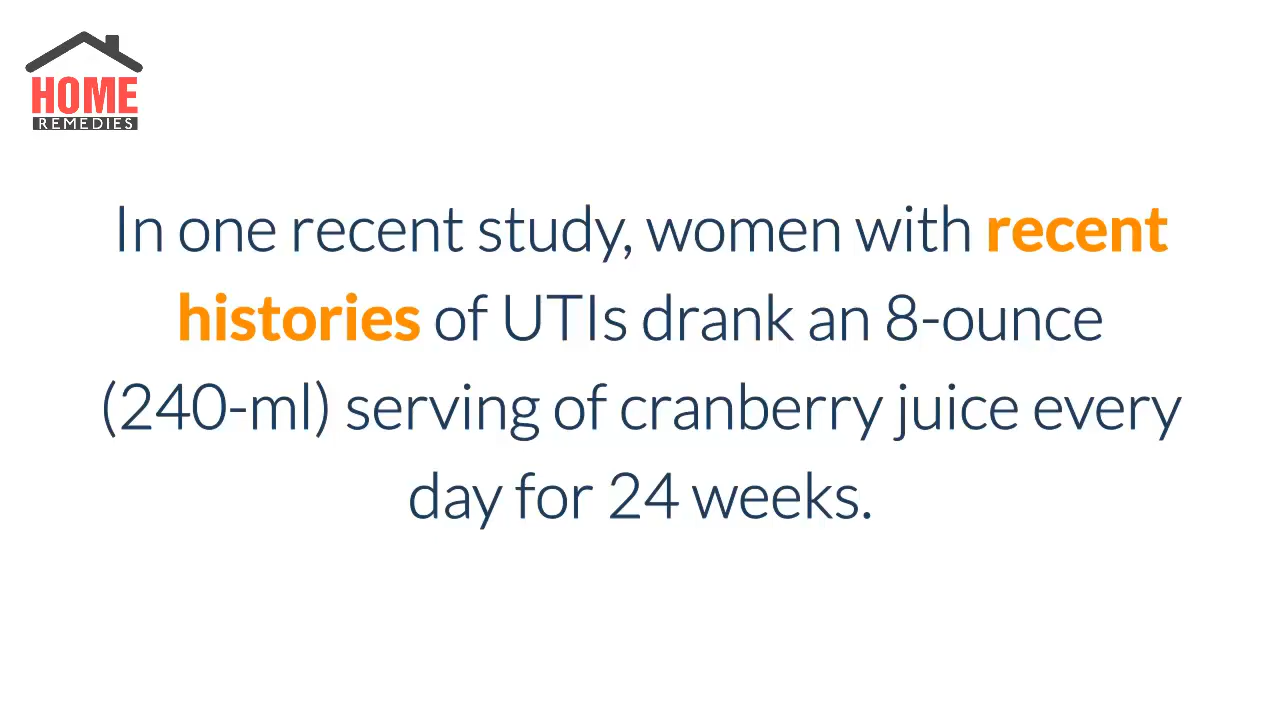 HOME
REMEDIES
In one recent study, women with recent
histories of UTIs drank an 8-ounce
(240-ml) serving of cranberry juice every
day for 24 weeks.